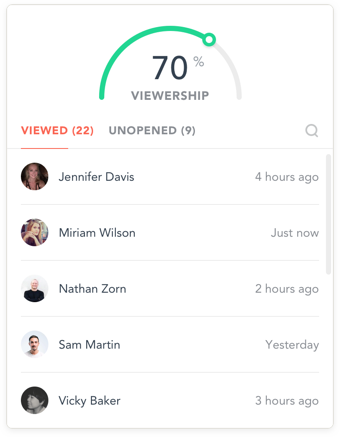 70 %
VIEWERSHIP
VIEWED (22) UNOPENED (9)
Jennifer Davis 4 hours ago
Miriam Wilson Just now
Nathan Zorn 2 hours ago
Sam Martin Yesterday
Vicky Baker 3 hours ago